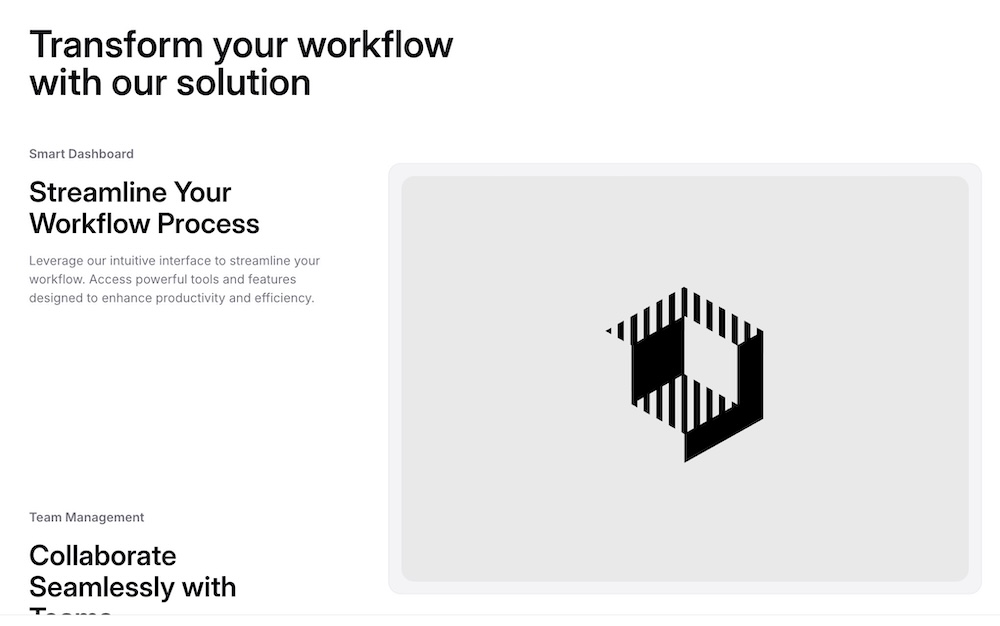 Transform your workflow
with our solution
Smart Dashboard
Streamline Your
Workflow Process
Leverage our intuitive interface to streamline your
workflow. Access powerful tools and features
designed to enhance productivity and efficiency.
Team Management
Collaborate
Seamlessly with
Teams